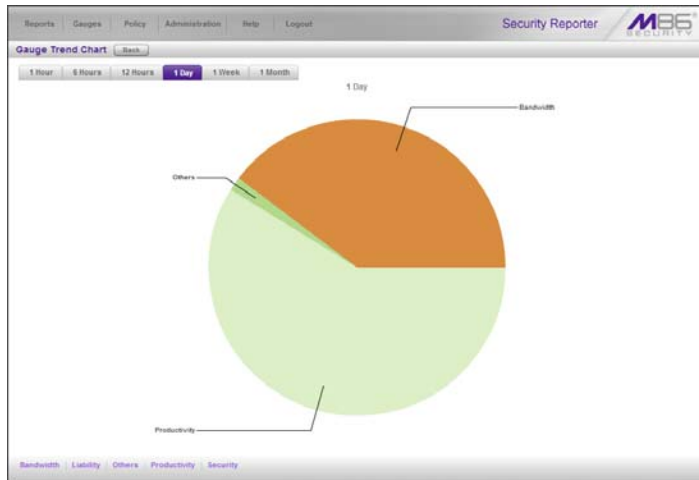 Reports Gauges Policy Administration Help Logout
Security Reporter
M86
SECURITY
Gauge Trend Chart Back
1 Hour 6 Hours 12 Hours 1 Day 1 Week 1 Month
1 Day
Bandwidth
Others
Productivity
Bandwidth Liability Others Productivity Security